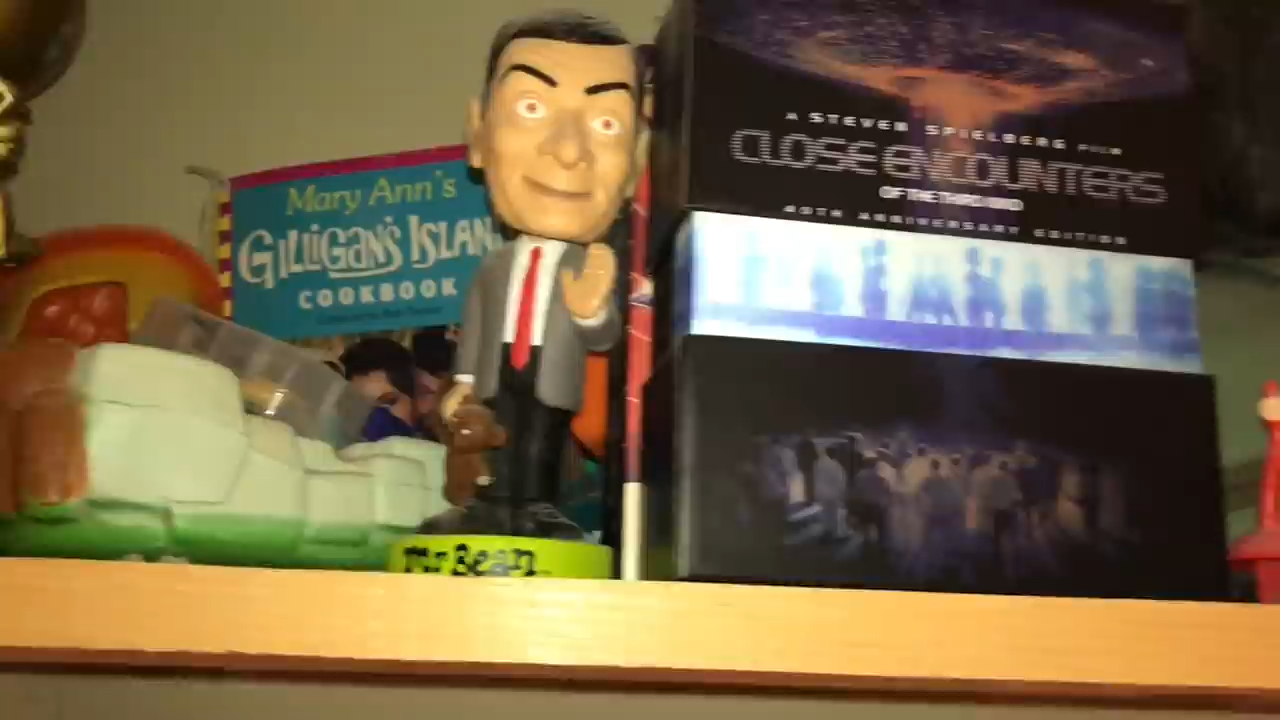 Mary Ann's
GILLIGAN'S ISLAN
COOKBOOK
Mr Bean
A STEVEN SPIELBERG FILM
CLOSE ENCOUNTERS
OF THE THIRD KIND
40TH ANNIVERSARY EDITION